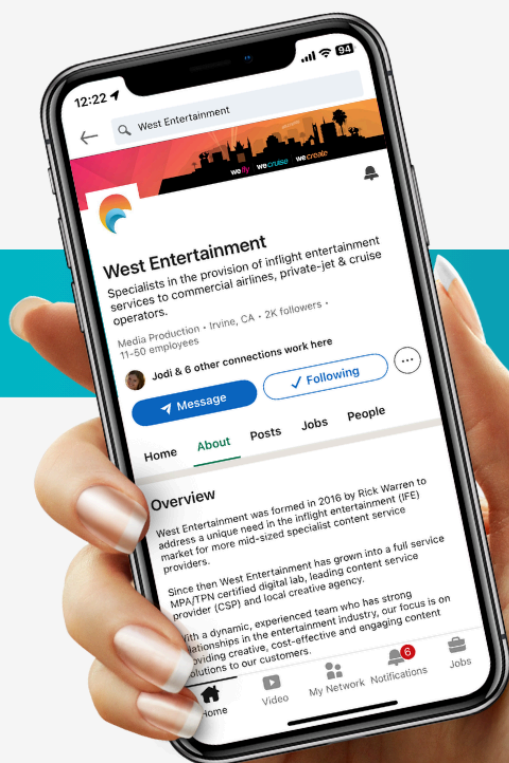 12:22
94
West Entertainment
we fly we cruise we create
West Entertainment
Specialists in the provision of inflight entertainment
services to commercial airlines, private-jet & cruise
operators.
Media Production • Irvine, CA • 2K followers •
11-50 employees
Jodi & 6 other connections work here
Message
Following
Home About Posts Jobs People
Overview
West Entertainment was formed in 2016 by Rick Warren to
address a unique need in the inflight entertainment (IFE)
market for more mid-sized specialist content service
providers.
Since then West Entertainment has grown into a full service
MPA/TPN certified digital lab, leading content service
provider (CSP) and local creative agency.
With a dynamic, experienced team who has strong
relationships in the entertainment industry, our focus is on
providing creative, cost-effective and engaging content
solutions to our customers.
6
Home Video My Network Notifications Jobs